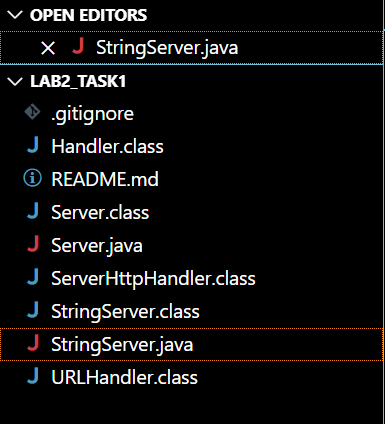 OPEN EDITORS
StringServer.java
LAB2_TASK1
.gitignore
Handler.class
README.md
Server.class
Server.java
ServerHttpHandler.class
StringServer.class
StringServer.java
URLHandler.class